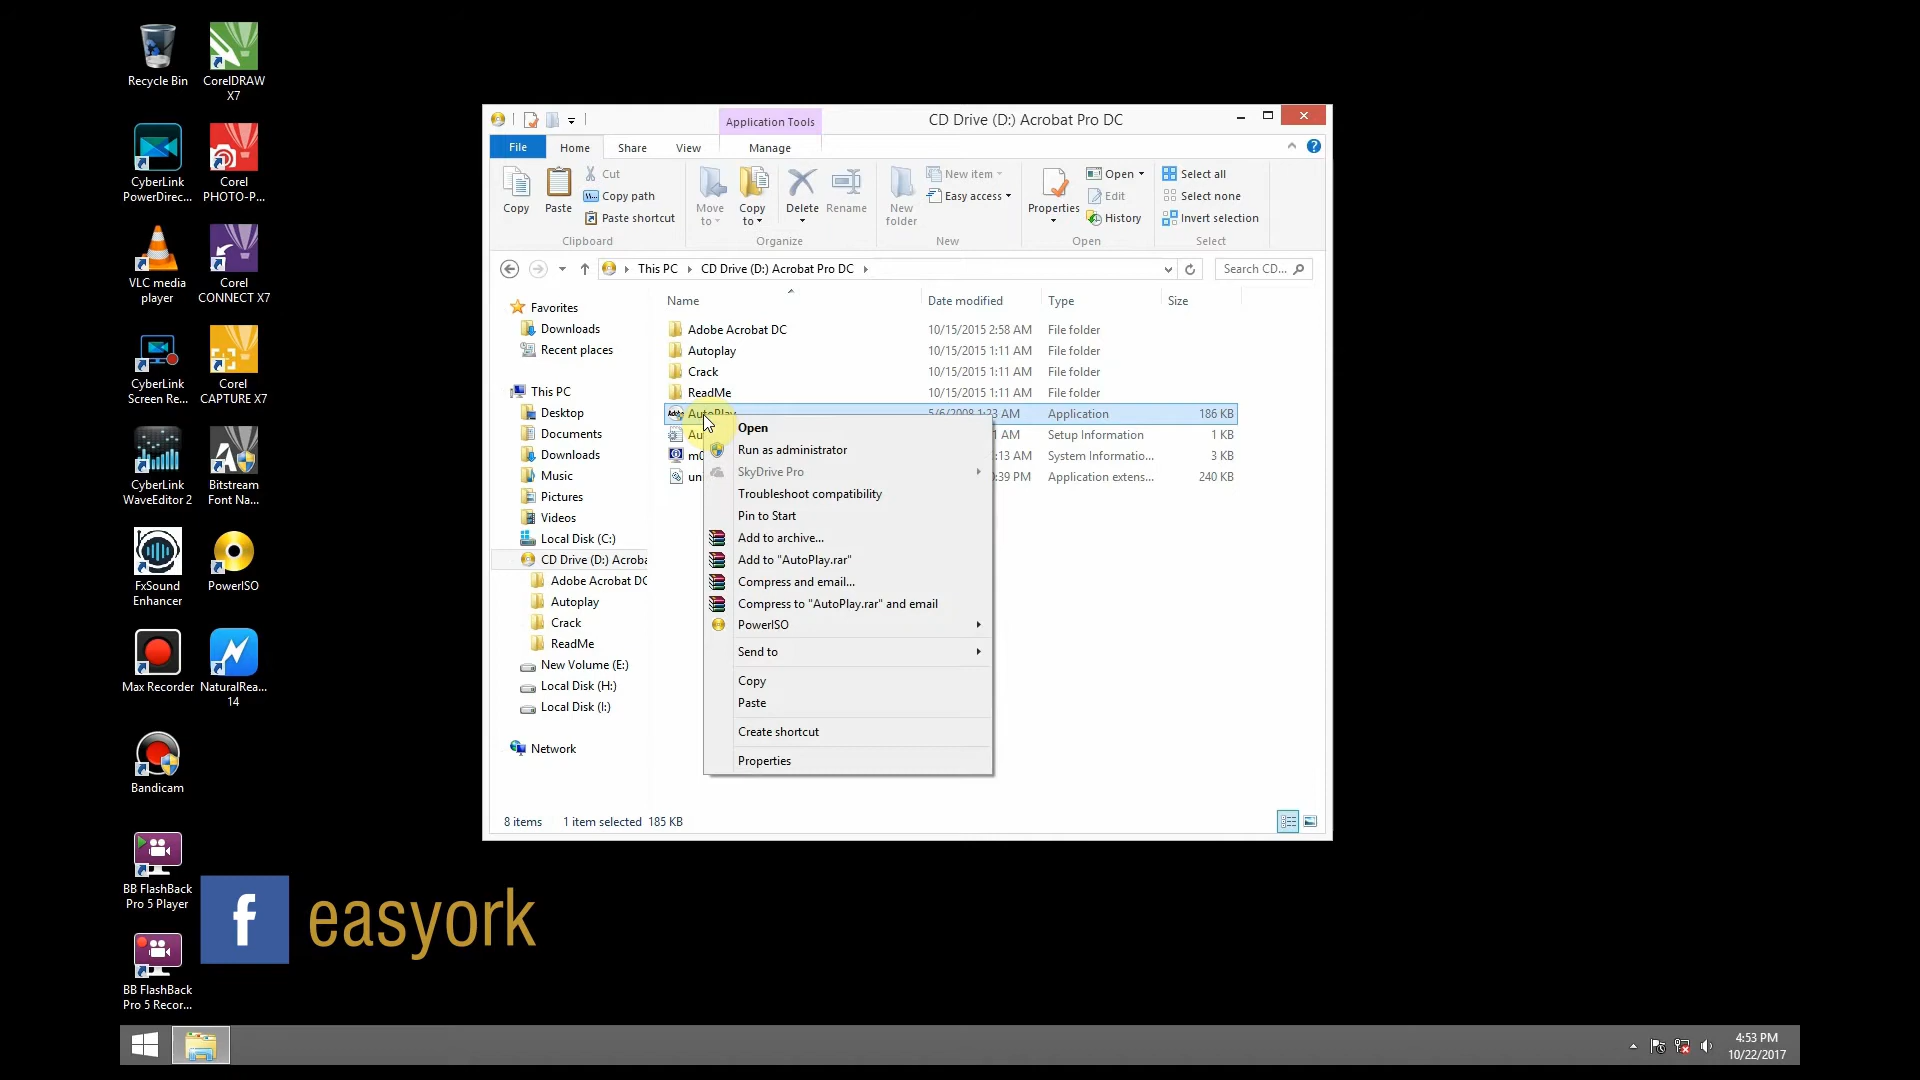 Recycle Bin
CorelDRAW
X7
CyberLink
PowerDirec...
Corel
PHOTO-P...
VLC media
player
Corel
CONNECT X7
CyberLink
Screen Re...
Corel
CAPTURE X7
CyberLink
WaveEditor 2
Bitstream
Font Na...
FxSound
Enhancer
PowerISO
Max Recorder
NaturalRea...
14
Bandicam
BB FlashBack
Pro 5 Player
BB FlashBack
Pro 5 Recor...
f easyork
Application Tools
CD Drive (D:) Acrobat Pro DC
File Home Share View Manage
Copy
Paste
Cut
Copy path
Paste shortcut
Clipboard
Move
to
Copy
to
Delete
Rename
Organize
New
folder
New item
Easy access
New
Properties
Open
Edit
History
Open
Select all
Select none
Invert selection
Select
This PC CD Drive (D:) Acrobat Pro DC
Search CD...
Favorites
Downloads
Recent places
This PC
Desktop
Documents
Downloads
Music
Pictures
Videos
Local Disk (C:)
CD Drive (D:) Acroba
Adobe Acrobat DC
Autoplay
Crack
ReadMe
New Volume (E:)
Local Disk (H:)
Local Disk (I:)
Network
Name Date modified Type Size
Adobe Acrobat DC 10/15/2015 2:58 AM File folder
Autoplay 10/15/2015 1:11 AM File folder
Crack 10/15/2015 1:11 AM File folder
ReadMe 10/15/2015 1:11 AM File folder
AutoPlay 5/6/2008 1:23 AM Application 186 KB
Au 1 AM Setup Information 1 KB
m0 :13 AM System Informatio... 3 KB
un :39 PM Application extens... 240 KB
Open
Run as administrator
SkyDrive Pro
Troubleshoot compatibility
Pin to Start
Add to archive...
Add to "AutoPlay.rar"
Compress and email...
Compress to "AutoPlay.rar" and email
PowerISO
Send to
Copy
Paste
Create shortcut
Properties
8 items 1 item selected 185 KB
4:53 PM
10/22/2017